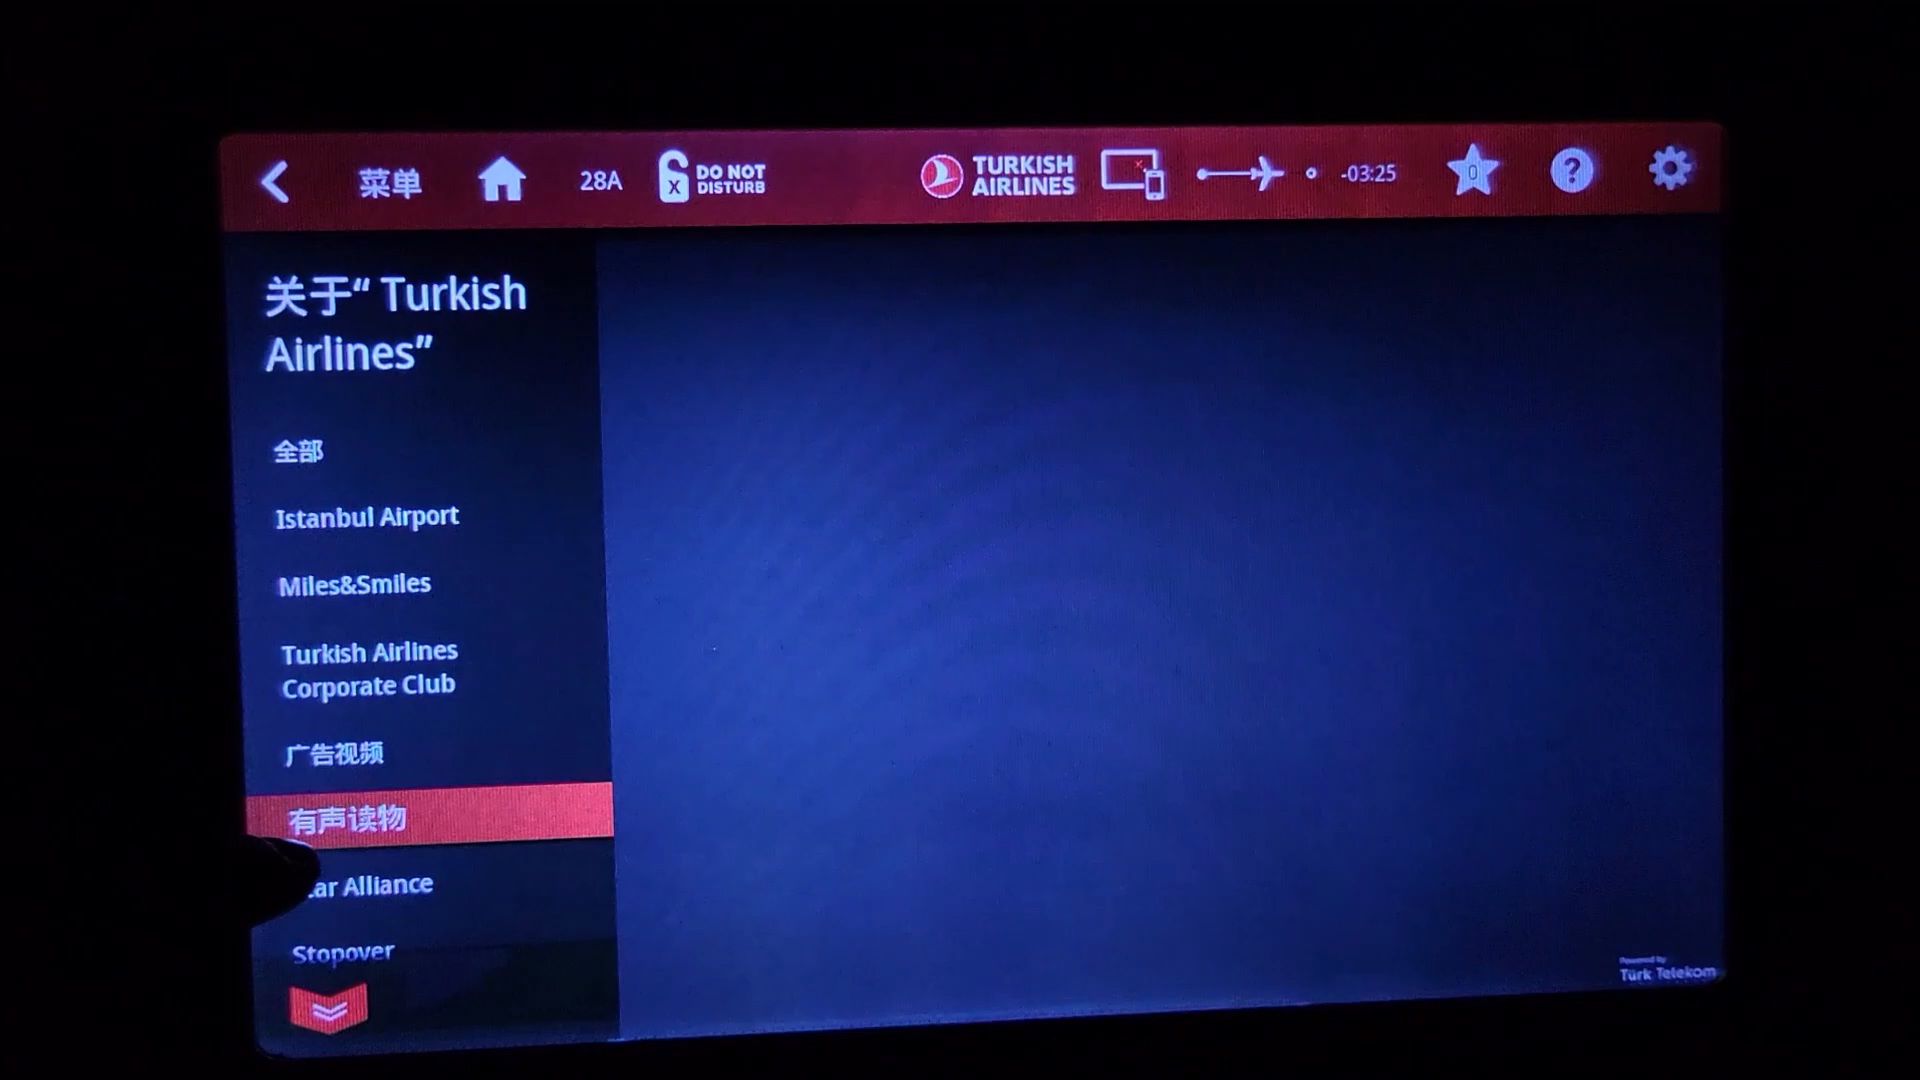 菜单
28A
X
DO NOT
DISTURB
TURKISH
AIRLINES
-03:25
0
?
关于“ Turkish
Airlines”
全部
Istanbul Airport
Miles&Smiles
Turkish Airlines
Corporate Club
广告视频
有声读物
ar Alliance
Stopover
Powered by
Türk Telekom